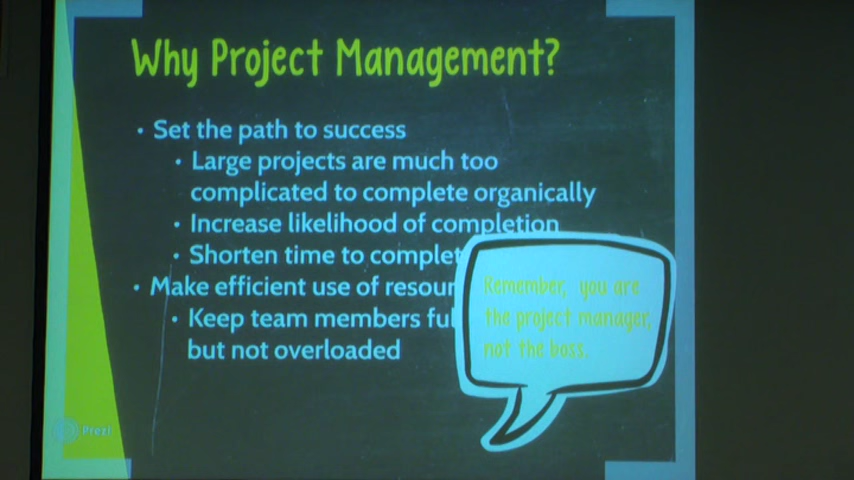 Why Project Management?
• Set the path to success
• Large projects are much too
complicated to complete organically
• Increase likelihood of completion
• Shorten time to complet
• Make efficient use of resour
• Keep team members ful
but not overloaded
Remember, you are
the project manager,
not the boss.
Prezi